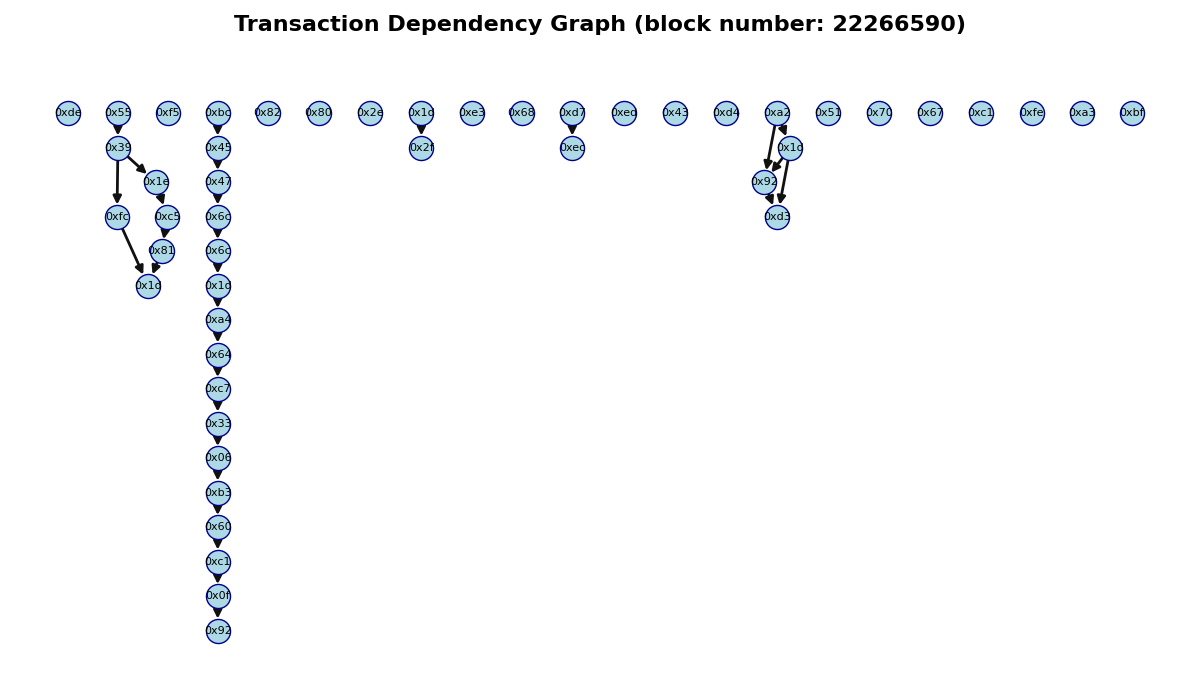 Transaction Dependency Graph (block number: 22266590)
0xde 0x55 0xf5 0xbc 0x82 0x80 0x2e 0x1d 0xe3 0x68 0xd7 0xed 0x43 0xd4 0xa2 0x51 0x70 0x67 0xc1 0xfe 0xa3 0xbf
0x39 0x45 0x2f 0xec 0x1d
0x1e 0x47 0x92
0xfc 0xc5 0x6c 0xd3
0x81 0x6c
0x1d 0x1d
0xa4
0x64
0xc7
0x33
0x06
0xb3
0x60
0xc1
0x0f
0x92